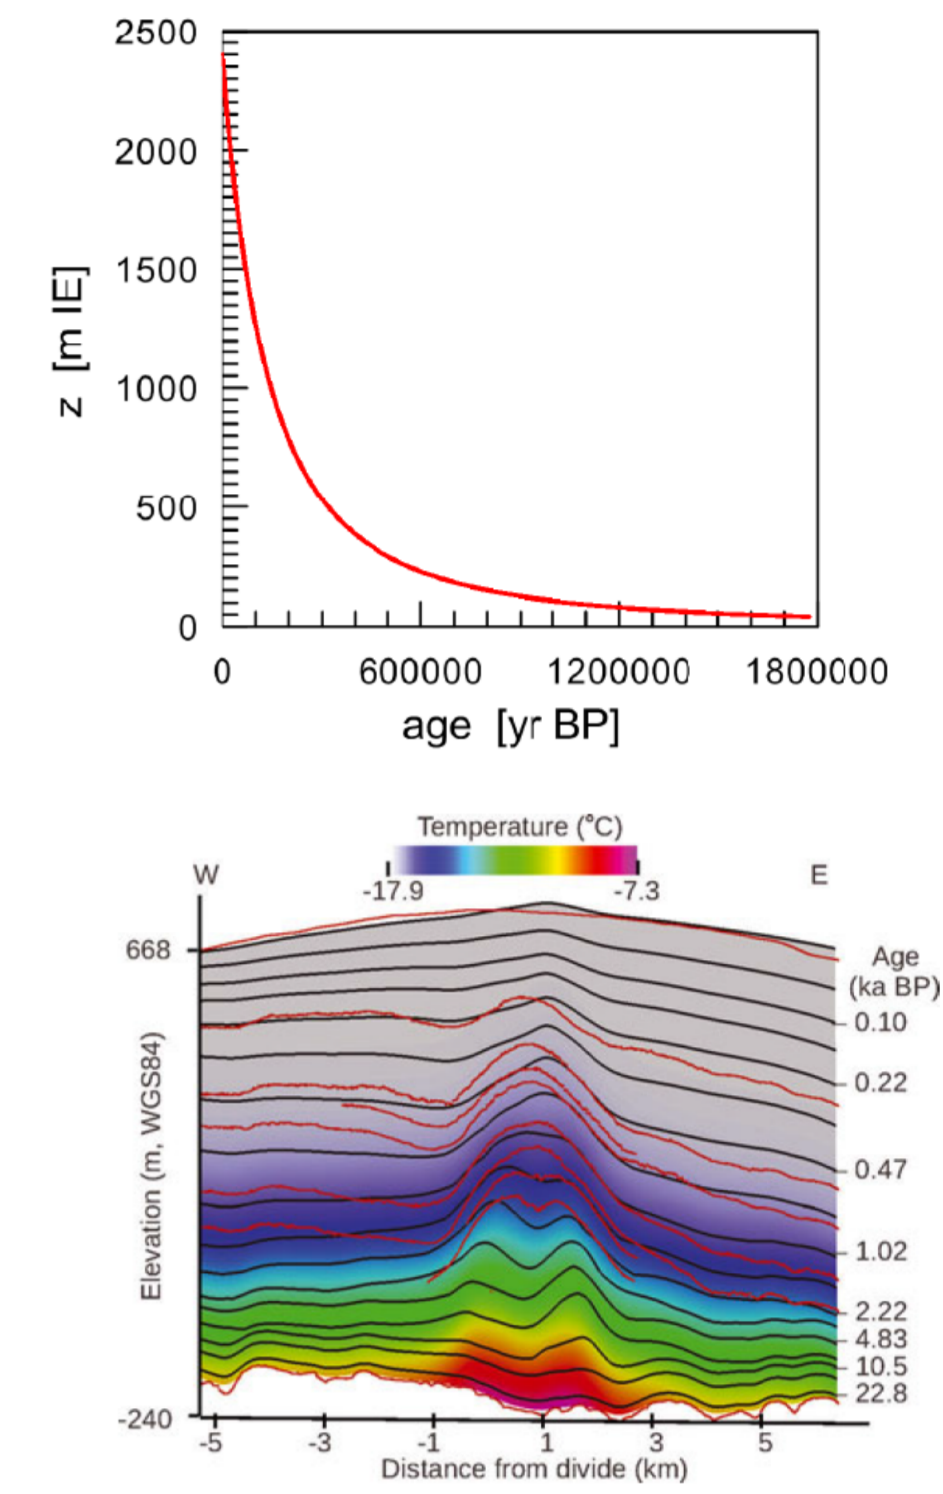 2500
2000
1500
1000
500
0
z [m IE]
0 600000 1200000 1800000
age [yr BP]
Temperature (°C)
-17.9 -7.3
W E
668
Age
(ka BP)
0.10
0.22
0.47
1.02
2.22
4.83
10.5
22.8
Elevation (m, WGS84)
-240
-5 -3 -1 1 3 5
Distance from divide (km)